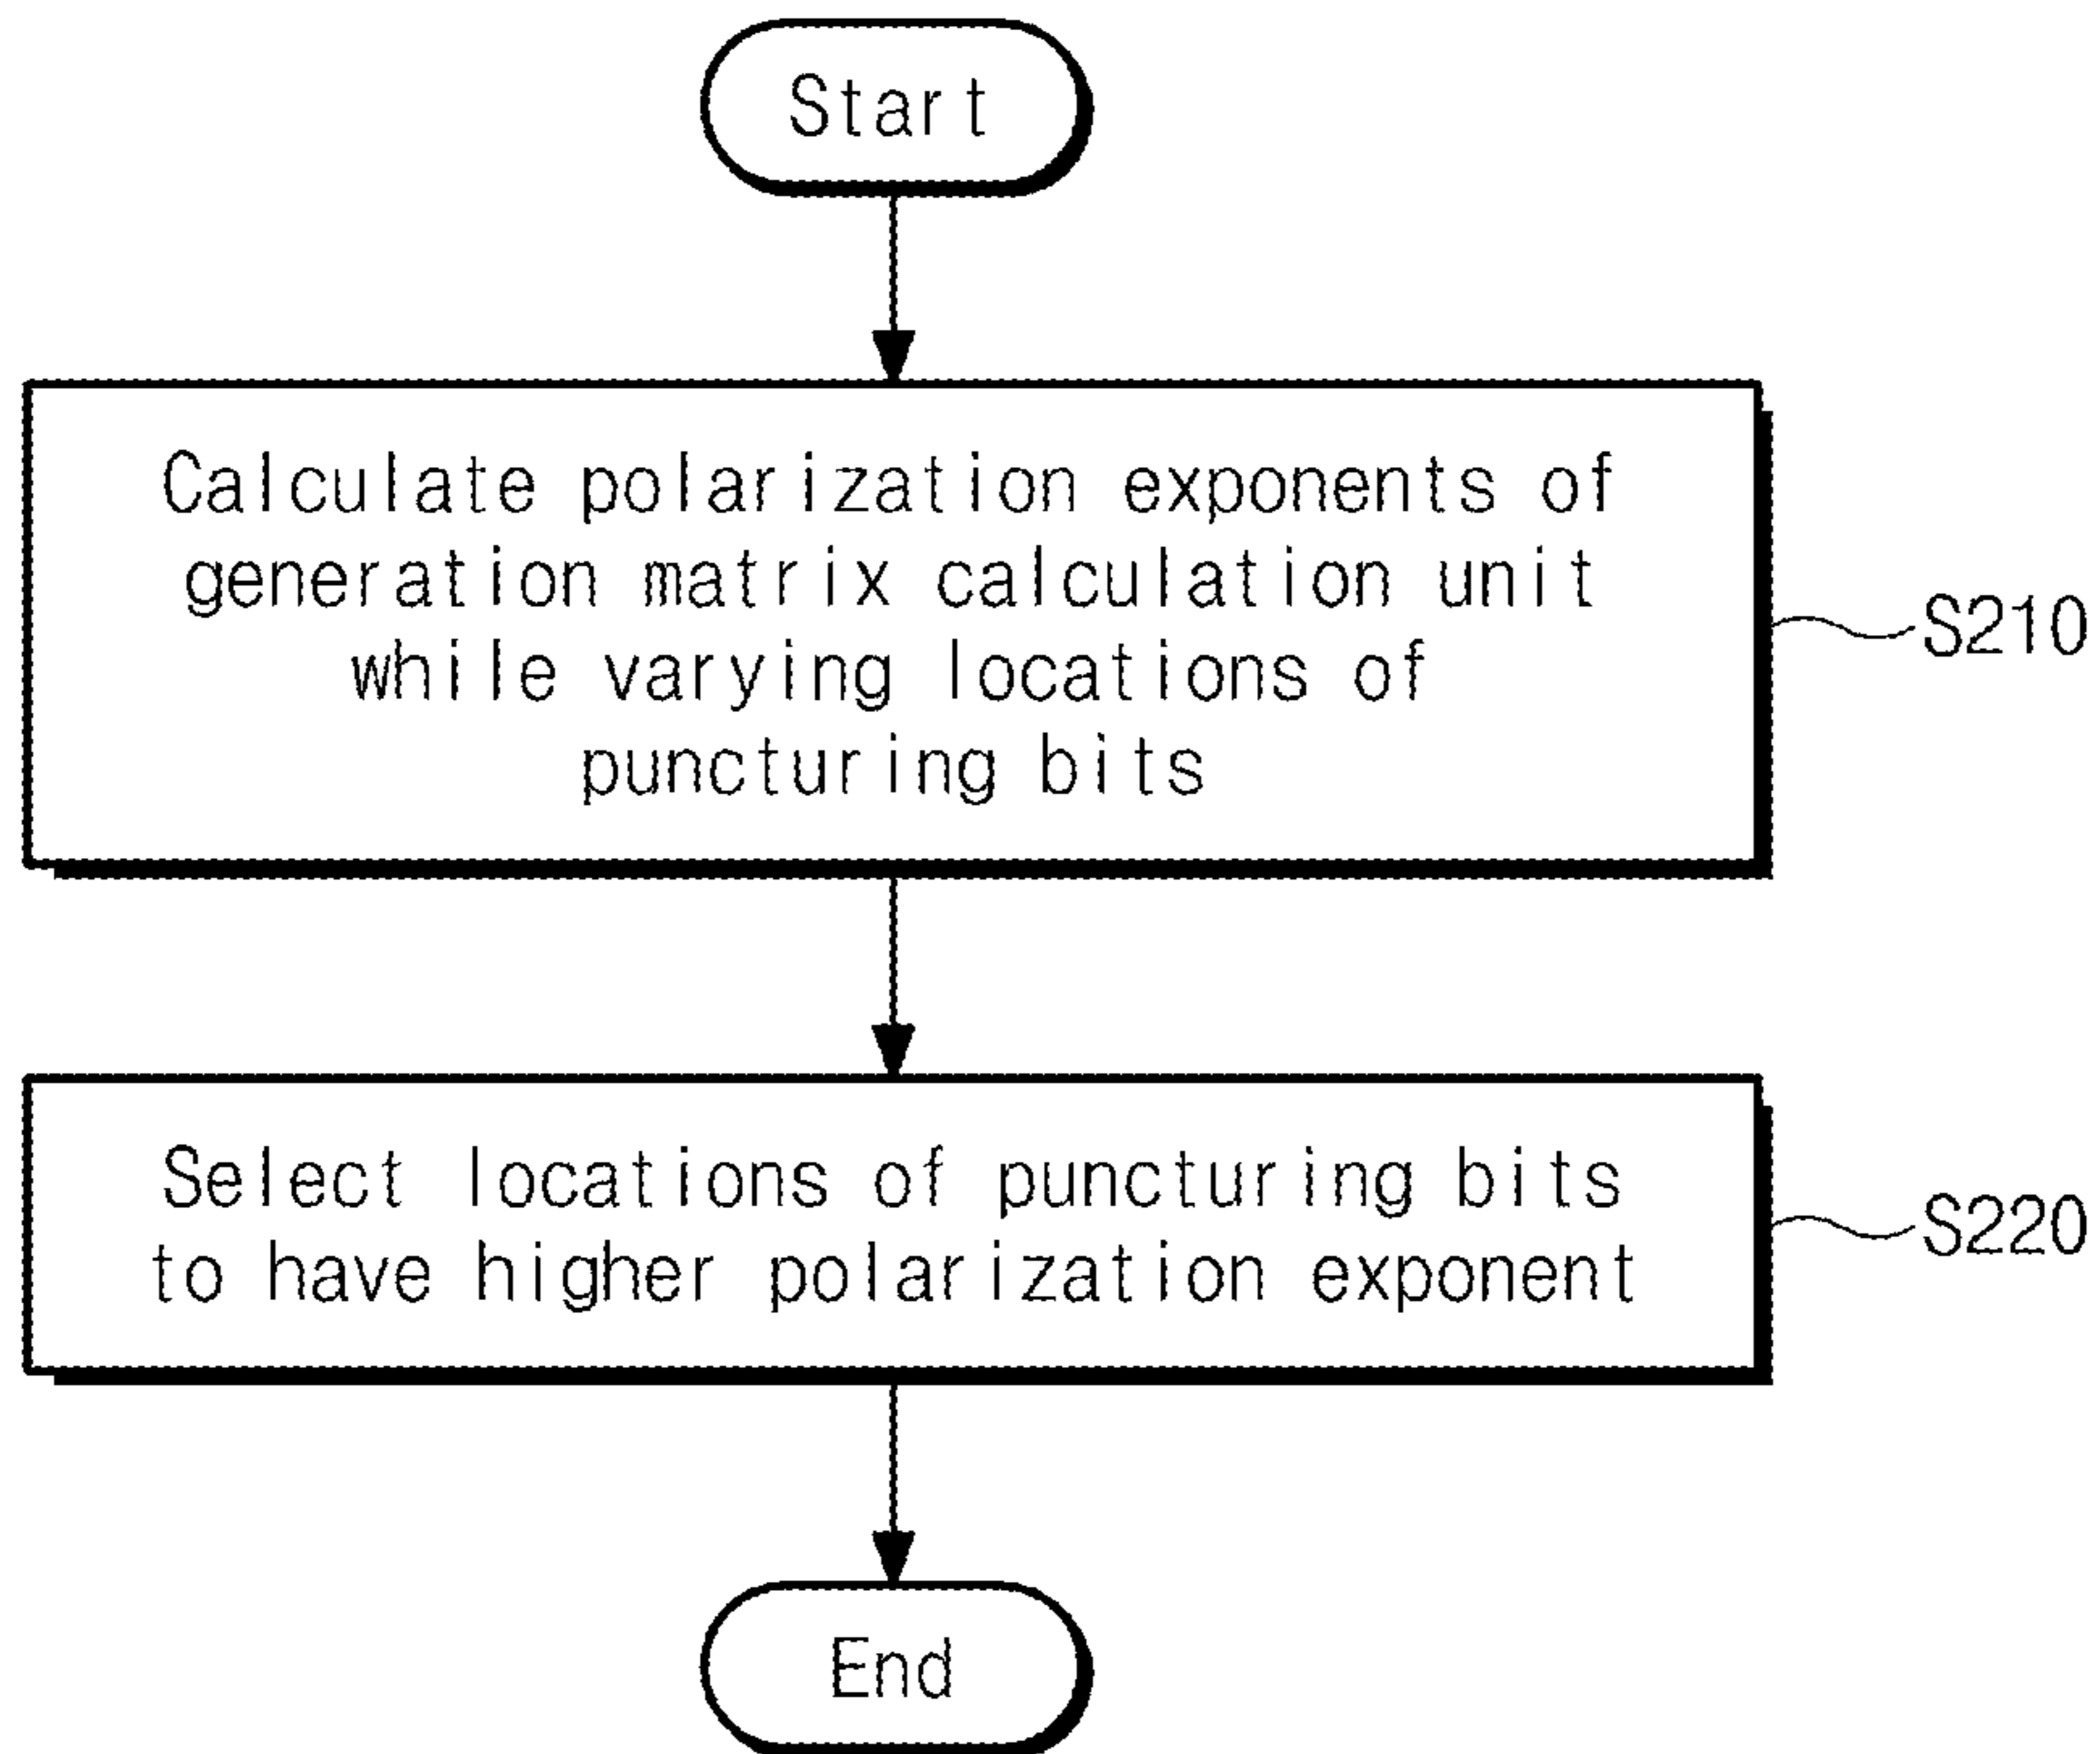 Start
Calculate polarization exponents of
generation matrix calculation unit
while varying locations of
puncturing bits
S210
Select locations of puncturing bits
to have higher polarization exponent
S220
End